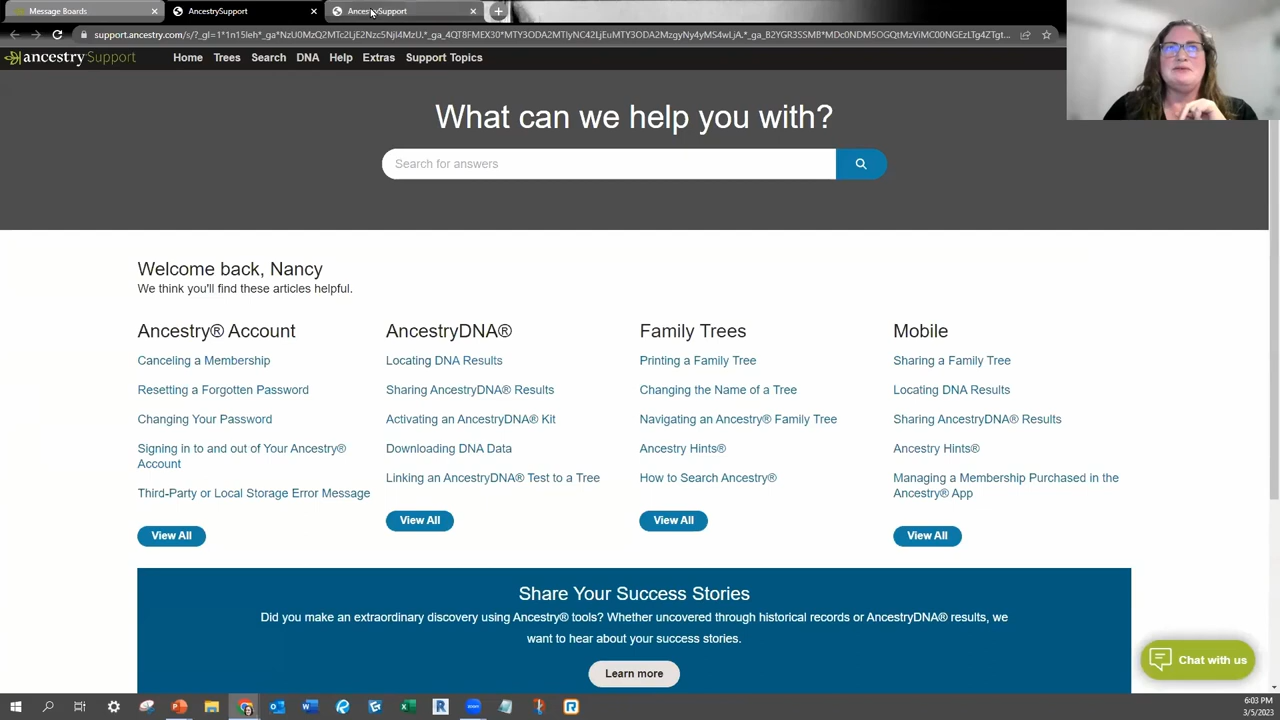 Message Boards
AncestrySupport
AncestrySupport
ancestrySupport
Home Trees Search DNA Help Extras Support Topics
What can we help you with?
Search for answers
Welcome back, Nancy
We think you'll find these articles helpful.
Ancestry® Account
Canceling a Membership
Resetting a Forgotten Password
Changing Your Password
Signing in to and out of Your Ancestry®
Account
Third-Party or Local Storage Error Message
View All
AncestryDNA®
Locating DNA Results
Sharing AncestryDNA® Results
Activating an AncestryDNA® Kit
Downloading DNA Data
Linking an AncestryDNA® Test to a Tree
View All
Family Trees
Printing a Family Tree
Changing the Name of a Tree
Navigating an Ancestry® Family Tree
Ancestry Hints®
How to Search Ancestry®
View All
Mobile
Sharing a Family Tree
Locating DNA Results
Sharing AncestryDNA® Results
Ancestry Hints®
Managing a Membership Purchased in the
Ancestry® App
View All
Share Your Success Stories
Did you make an extraordinary discovery using Ancestry® tools? Whether uncovered through historical records or AncestryDNA® results, we
want to hear about your success stories.
Learn more
Chat with us
6:03 PM
3/5/2023